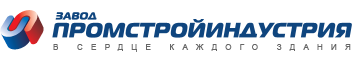 ЗАВОД
ПРОМСТРОЙИНДУСТРИЯ
В СЕРДЦЕ КАЖДОГО ЗДАНИЯ